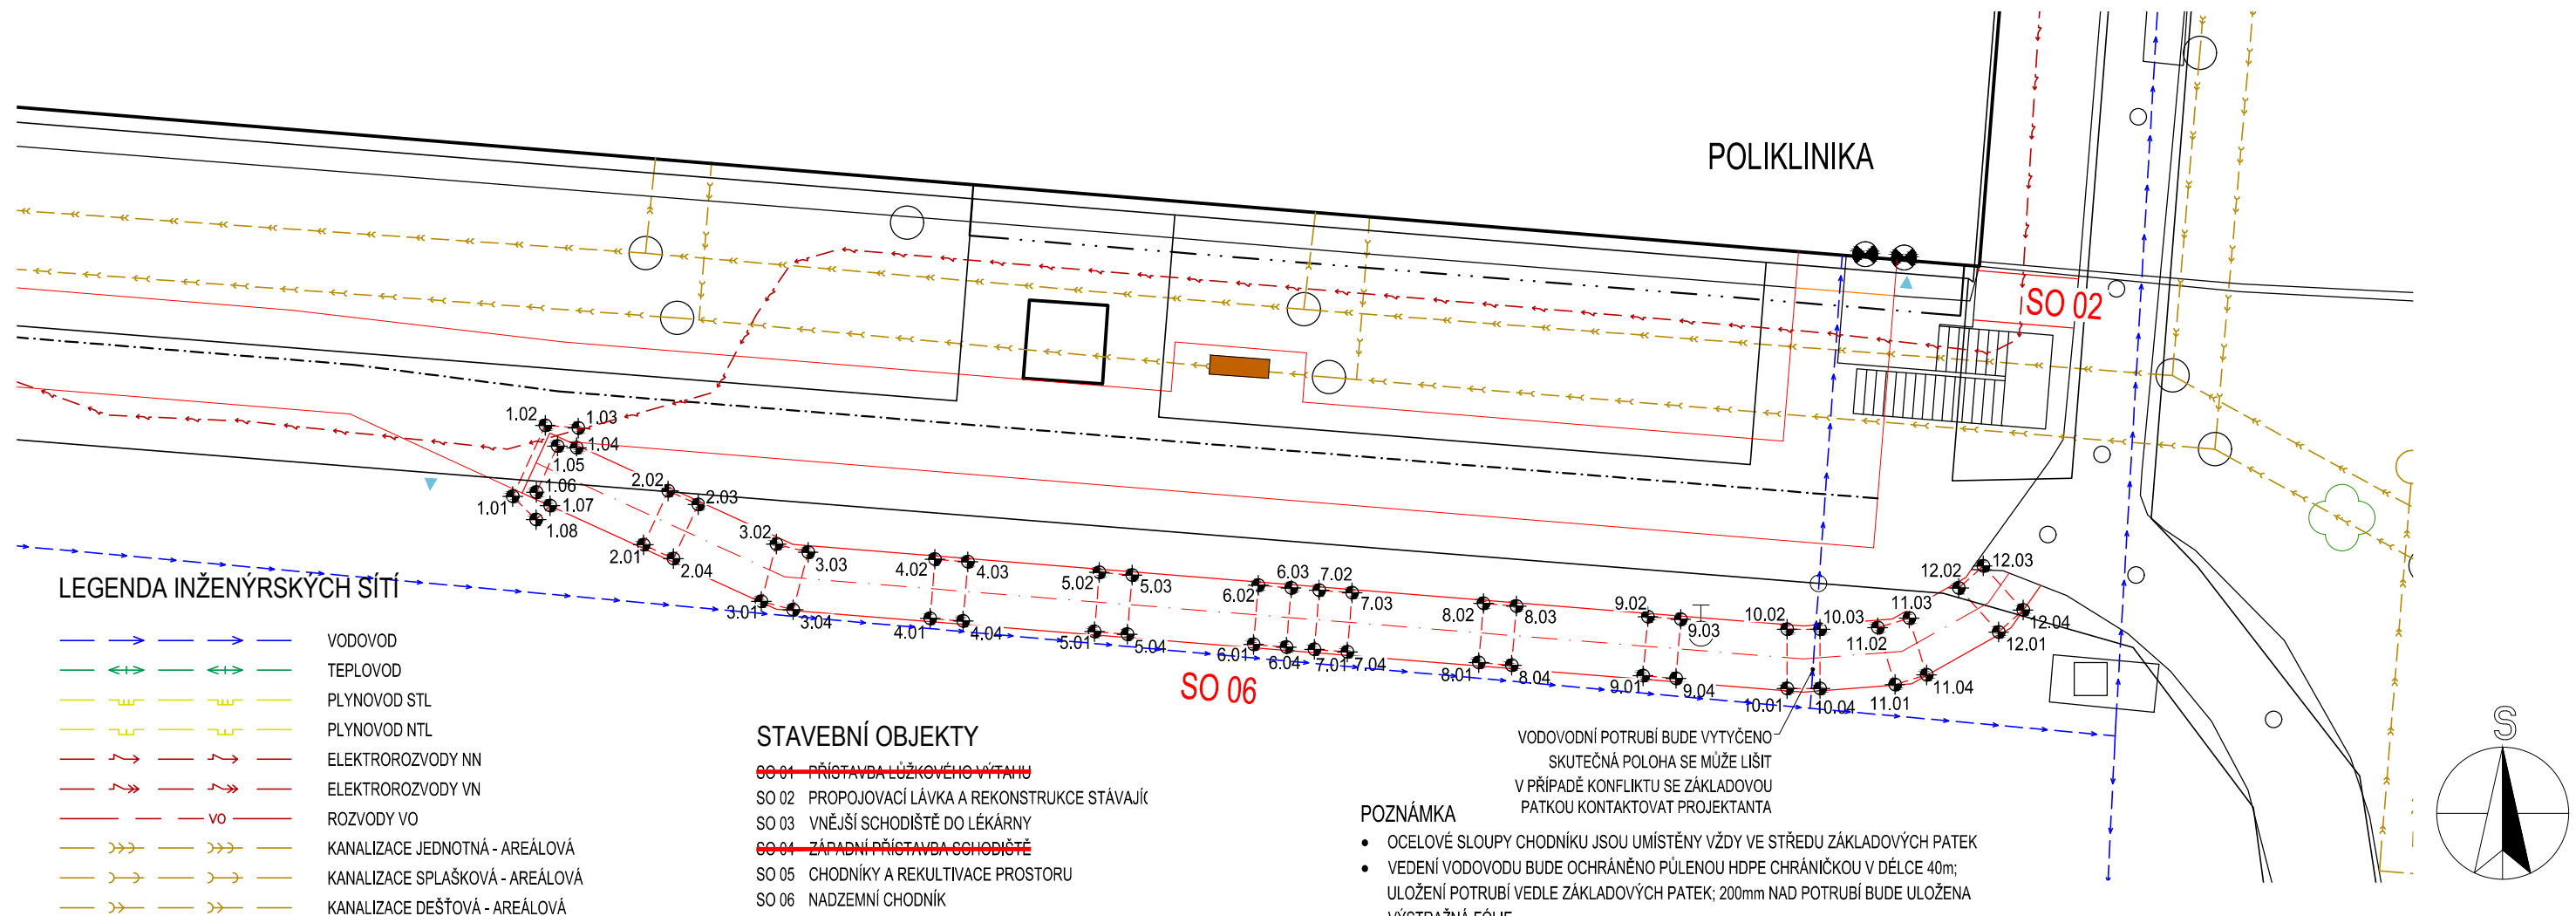 POLIKLINIKA
SO 02
1.02
1.03
1.04
1.05
1.06
1.01
1.07
1.08
2.02
2.03
2.01
2.04
3.02
3.03
3.01
3.04
4.02
4.03
4.01
4.04
5.02
5.03
5.01
5.04
6.03
7.02
6.02
7.03
6.01
6.04
7.01
7.04
8.02
8.03
8.01
8.04
9.02
9.03
9.01
9.04
10.02
10.03
10.01
10.04
11.03
11.02
11.04
11.01
12.02
12.03
12.04
12.01
SO 06
LEGENDA INŽENÝRSKÝCH SÍTÍ
VODOVOD
TEPLOVOD
PLYNOVOD STL
PLYNOVOD NTL
ELEKTROROZVODY NN
ELEKTROROZVODY VN
VO
ROZVODY VO
KANALIZACE JEDNOTNÁ - AREÁLOVÁ
KANALIZACE SPLAŠKOVÁ - AREÁLOVÁ
KANALIZACE DEŠŤOVÁ - AREÁLOVÁ
STAVEBNÍ OBJEKTY
SO 01 PŘÍSTAVBA LŮŽKOVÉHO VÝTAHU
SO 02 PROPOJOVACÍ LÁVKA A REKONSTRUKCE
SO 03 VNĚJŠÍ SCHODIŠTĚ DO LÉKÁRNY
SO 04 ZÁPADNÍ PŘÍSTAVBA SCHODIŠTĚ
SO 05 CHODNÍKY A REKULTIVACE PROSTORU
SO 06 NADZEMNÍ CHODNÍK
VODOVODNÍ POTRUBÍ BUDE VYTYČENO
SKUTEČNÁ POLOHA SE MŮŽE LIŠIT
V PŘÍPADĚ KONFLIKTU SE ZÁKLADOVOU
PATKOU KONTAKTOVAT PROJEKTANTA
POZNÁMKA
• OCELOVÉ SLOUPY CHODNÍKU JSOU UMÍSTĚNY VŽDY VE STŘEDU ZÁKLADOVÝCH PATEK
• VEDENÍ VODOVODU BUDE OCHRÁNĚNO PŮLENOU HDPE CHRÁNIČKOU V DÉLCE 40m;
ULOŽENÍ POTRUBÍ VEDLE ZÁKLADOVÝCH PATEK; 200mm NAD POTRUBÍ BUDE ULOŽENA
VÝSTRAŽNÁ FÓLIE
S